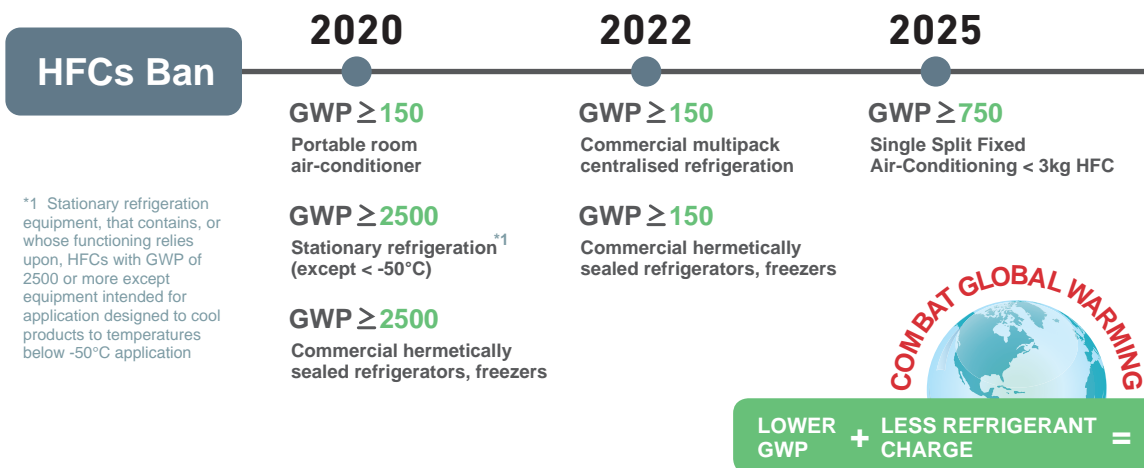 HFCs Ban
2020
GWP ≥150
Portable room
air-conditioner
GWP ≥2500
Stationary refrigeration*1
(except < -50°C)
GWP ≥2500
Commercial hermetically
sealed refrigerators, freezers
2022
GWP ≥150
Commercial multipack
centralised refrigeration
GWP ≥150
Commercial hermetically
sealed refrigerators, freezers
2025
GWP ≥750
Single Split Fixed
Air-Conditioning < 3kg HFC
*1 Stationary refrigeration
equipment, that contains, or
whose functioning relies
upon, HFCs with GWP of
2500 or more except
equipment intended for
application designed to cool
products to temperatures
below -50°C application
COMBAT GLOBAL WARMING
LOWER
GWP
+
LESS REFRIGERANT
CHARGE
=